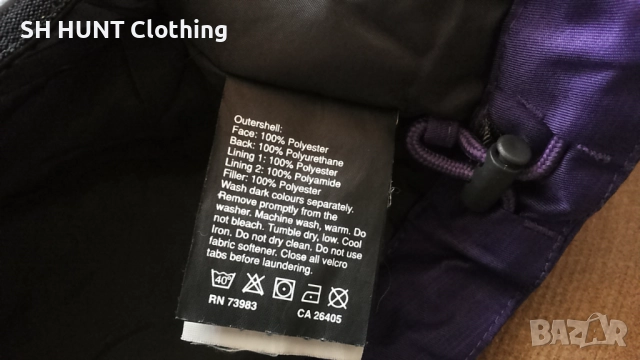 SH HUNT Clothing
Outershell:
Face: 100% Polyester
Back: 100% Polyurethane
Lining 1: 100% Polyester
Lining 2: 100% Polyamide
Filler: 100% Polyester
Wash dark colours separately.
Remove promptly from the
washer. Machine wash, warm. Do
not bleach. Tumble dry, low. Cool
Iron. Do not dry clean. Do not use
fabric softener. Close all velcro
tabs before laundering.
40°
RN 73983 CA 26405
BAZAR